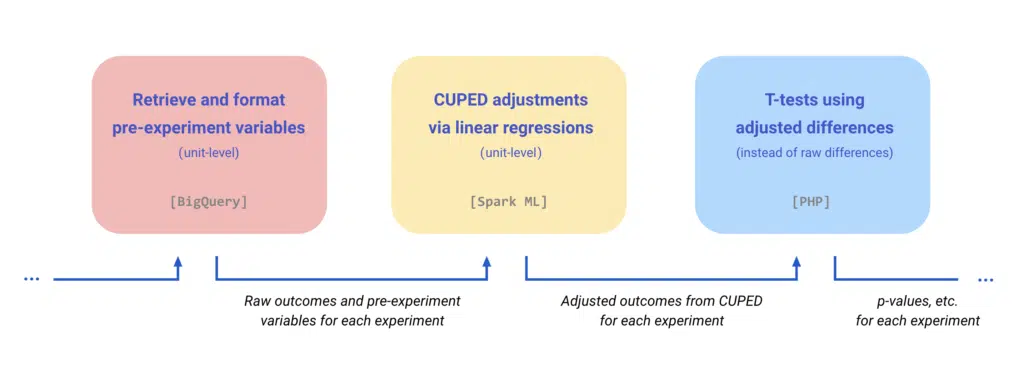 Retrieve and format
pre-experiment variables
(unit-level)
[BigQuery]
CUPED adjustments
via linear regressions
(unit-level)
[Spark ML]
T-tests using
adjusted differences
(instead of raw differences)
[PHP]
...
Raw outcomes and pre-experiment
variables for each experiment
Adjusted outcomes from CUPED
for each experiment
p-values, etc.
for each experiment
...